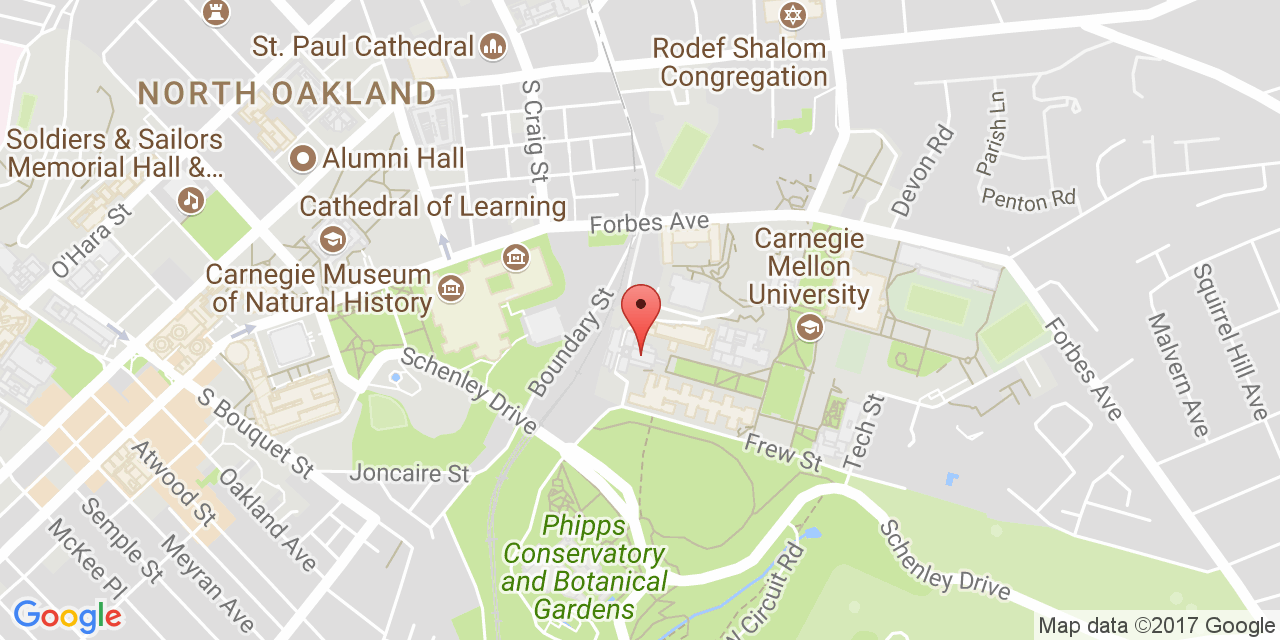 St. Paul Cathedral
Rodef Shalom
Congregation
NORTH OAKLAND
S Craig St
Parish Ln
Soldiers & Sailors
Memorial Hall &...
Alumni Hall
Devon Rd
Penton Rd
O'Hara St
Cathedral of Learning
Forbes Ave
Carnegie
Mellon
University
Carnegie Museum
of Natural History
Boundary St
Squirrel Hill Ave
Malvern Ave
Forbes Ave
Schenley Drive
S Bouquet St
Tech St
Frew St
Joncaire St
Atwood St
Oakland Ave
Semple St
McKee Pl
Meyran Ave
Phipps
Conservatory
and Botanical
Gardens
Schenley Drive
W Circuit Rd
Google
Map data ©2017 Google